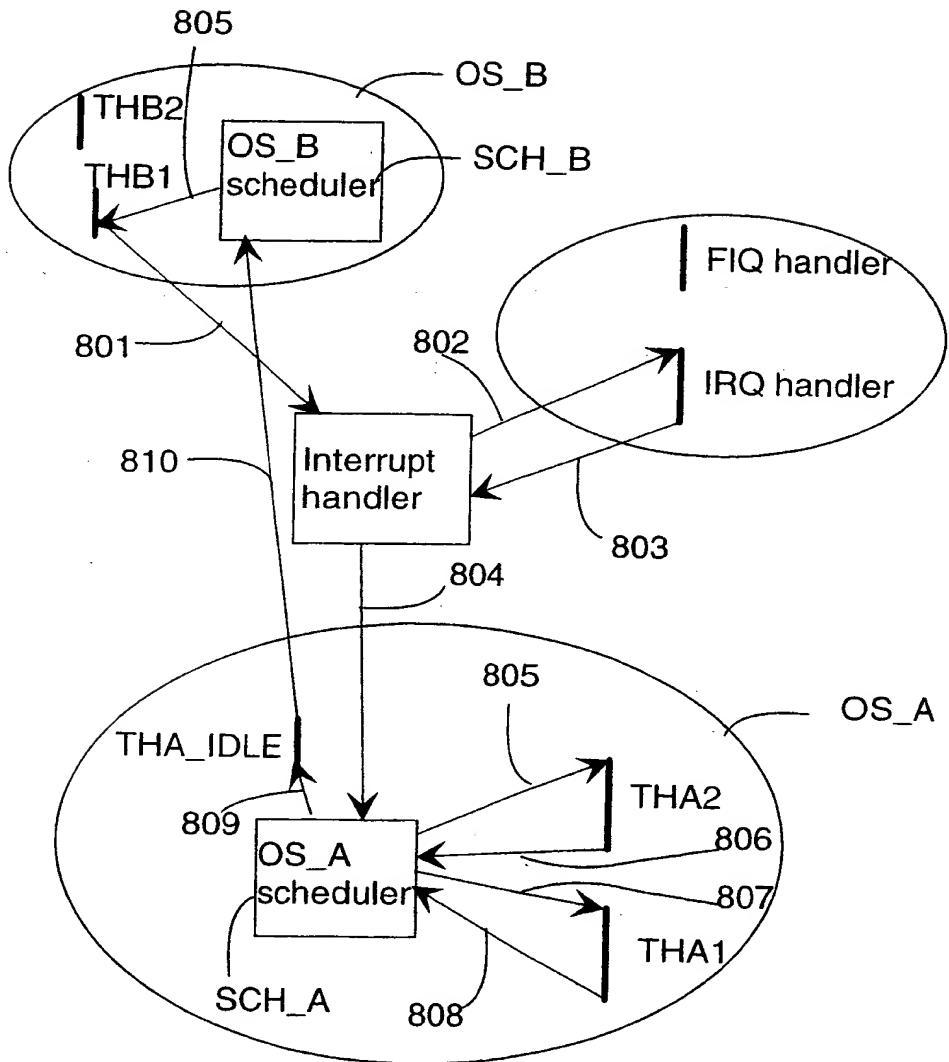 805
OS_B
THB2
OS_B
scheduler
SCH_B
THB1
FIQ handler
801
802
IRQ handler
810
Interrupt
handler
803
804
805
OS_A
THA_IDLE
THA2
809
806
OS_A
scheduler
807
THA1
SCH_A
808